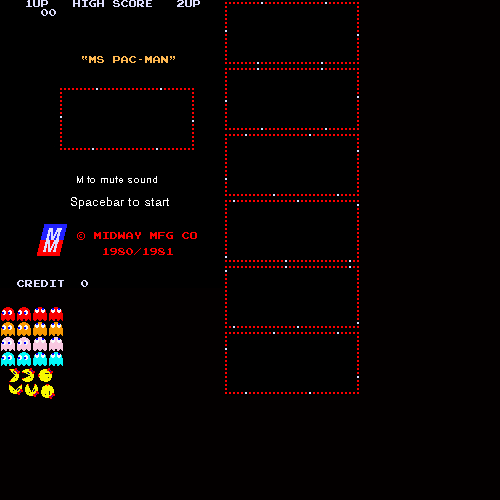 1UP HIGH SCORE 2UP
00
"MS PAC-MAN"
M to mute sound
Spacebar to start
MM
© MIDWAY MFG CO
1980/1981
CREDIT 0